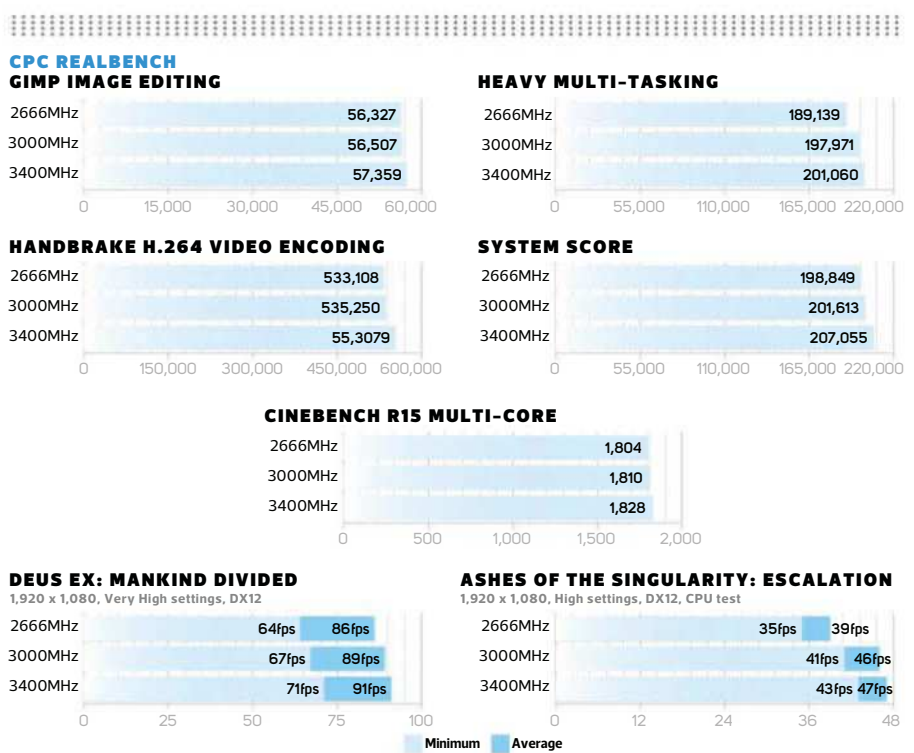 CPC REALBENCH
GIMP IMAGE EDITING
2666MHz 56,327
3000MHz 56,507
3400MHz 57,359
0 15,000 30,000 45,000 60,000
HEAVY MULTI-TASKING
2666MHz 189,139
3000MHz 197,971
3400MHz 201,060
0 55,000 110,000 165,000 220,000
HANDBRAKE H.264 VIDEO ENCODING
2666MHz 533,108
3000MHz 535,250
3400MHz 55,3079
0 150,000 300,000 450,000 600,000
SYSTEM SCORE
2666MHz 198,849
3000MHz 201,613
3400MHz 207,055
0 55,000 110,000 165,000 220,000
CINEBENCH R15 MULTI-CORE
2666MHz 1,804
3000MHz 1,810
3400MHz 1,828
0 500 1,000 1,500 2,000
DEUS EX: MANKIND DIVIDED
1,920 x 1,080, Very High settings, DX12
2666MHz 64fps 86fps
3000MHz 67fps 89fps
3400MHz 71fps 91fps
0 25 50 75 100
ASHES OF THE SINGULARITY: ESCALATION
1,920 x 1,080, High settings, DX12, CPU test
2666MHz 35fps 39fps
3000MHz 41fps 46fps
3400MHz 43fps 47fps
0 12 24 36 48
Minimum Average